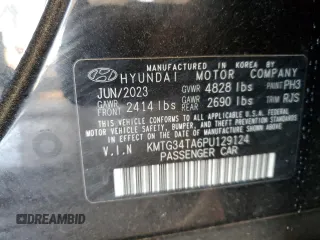 MANUFACTURED IN KOREA BY
HYUNDAI MOTOR COMPANY
JUN/2023 GVWR 4828 lbs PAINT PH3
GAWR FRONT 2414 lbs GAWR REAR 2690 lbs TRIM RJS
THIS VEHICLE CONFORMS TO ALL APPLICABLE U.S. FEDERAL
MOTOR VEHICLE SAFETY, BUMPER, AND THEFT PREVENTION
STANDARDS IN EFFECT ON THE DATE OF MANUFACTURE SHOWN ABOVE.
V.I.N KMTG34TA6PU129124
PASSENGER CAR
DREAMBID